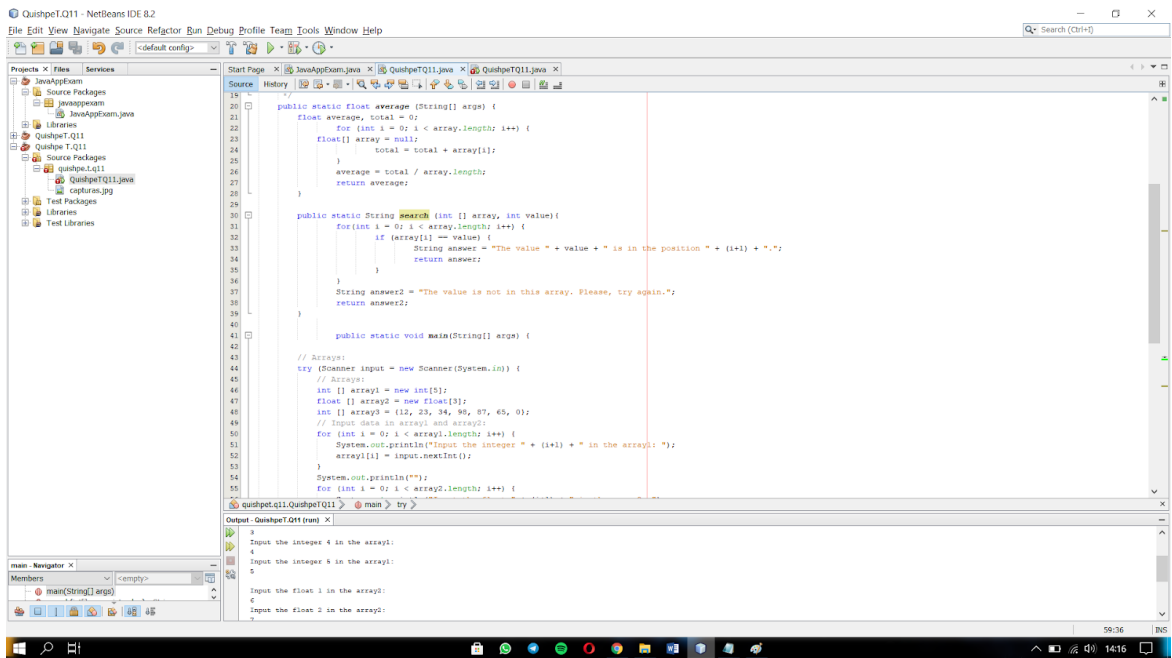 QuishpeT.Q11 - NetBeans IDE 8.2
File Edit View Navigate Source Refactor Run Debug Profile Team Tools Window Help
Search (Ctrl+I)
<default config>
Projects × Files Services
JavaAppExam
Source Packages
javaappexam
JavaAppExam.java
Libraries
QuishpeT.Q11
Quishpe T.Q11
Source Packages
quishpe.t.q11
QuishpeTQ11.java
capturas.jpg
Test Packages
Libraries
Test Libraries
Start Page × JavaAppExam.java × QuishpeTQ11.java × QuishpeTQ11.java ×
Source History
19 */
20 public static float average (String[] args) {
21 float average, total = 0;
22 for (int i = 0; i < array.length; i++) {
23 float[] array = null;
24 total = total + array[i];
25 }
26 average = total / array.length;
27 return average;
28 }
29
30 public static String search (int [] array, int value){
31 for(int i = 0; i < array.length; i++) {
32 if (array[i] == value) {
33 String answer = "The value " + value + " is in the position " + (i+1) + ".";
34 return answer;
35 }
36 }
37 String answer2 = "The value is not in this array. Please, try again.";
38 return answer2;
39 }
40
41 public static void main(String[] args) {
42
43 // Arrays:
44 try (Scanner input = new Scanner(System.in)) {
45 // Arrays:
46 int [] array1 = new int[5];
47 float [] array2 = new float[3];
48 int [] array3 = {12, 23, 34, 98, 87, 65, 0};
49 // Input data in array1 and array2:
50 for (int i = 0; i < array1.length; i++) {
51 System.out.println("Input the integer " + (i+1) + " in the array1: ");
52 array1[i] = input.nextInt();
53 }
54 System.out.println("");
55 for (int i = 0; i < array2.length; i++) {
quishpet.q11.QuishpeTQ11 main try
Output - QuishpeT.Q11 (run) ×
3
Input the integer 4 in the array1:
4
Input the integer 5 in the array1:
5
Input the float 1 in the array2:
6
Input the float 2 in the array2:
7
main - Navigator ×
Members <empty>
main(String[] args)
59:36 INS
14:16